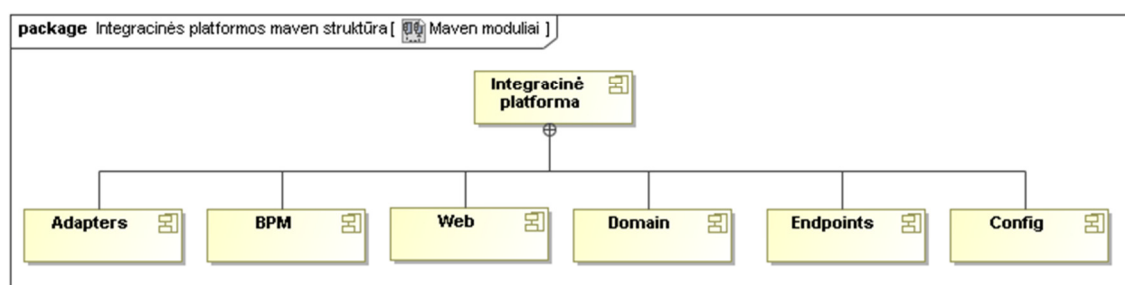 package Integracinės platformos maven struktūra [ Maven moduliai ]
Integracinė
platforma
Adapters BPM Web Domain Endpoints Config